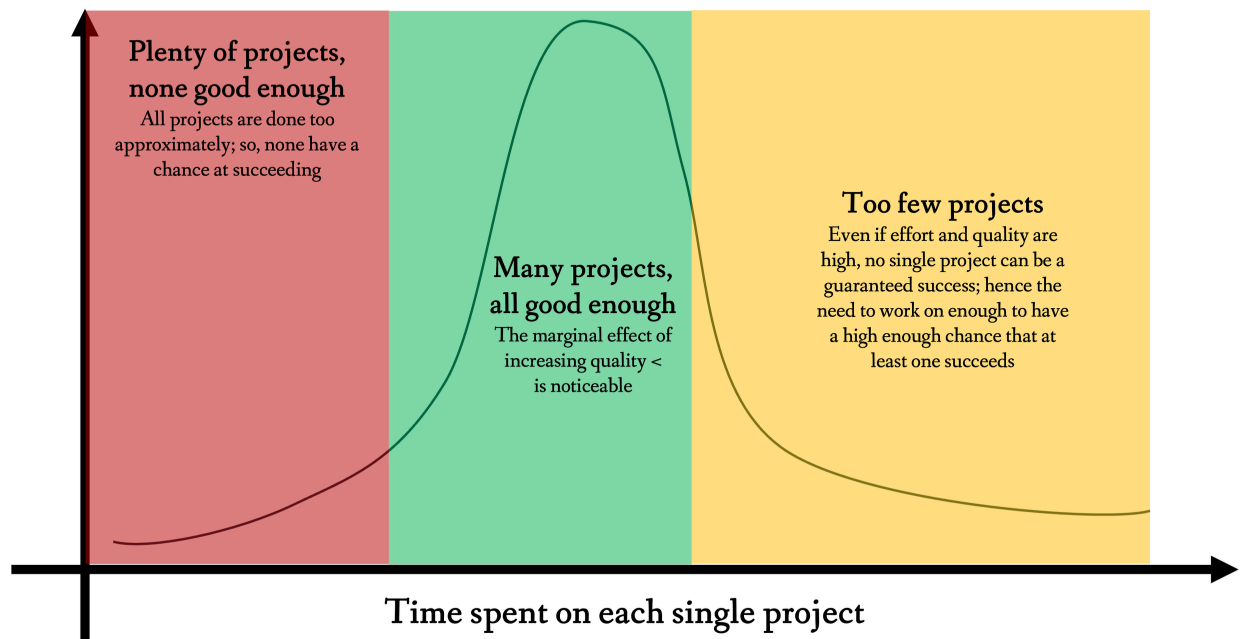 Plenty of projects,
none good enough
All projects are done too
approximately; so, none have a
chance at succeeding
Many projects,
all good enough
The marginal effect of
increasing quality <
is noticeable
Too few projects
Even if effort and quality are
high, no single project can be a
guaranteed success; hence the
need to work on enough to have
a high enough chance that at
least one succeeds
Time spent on each single project